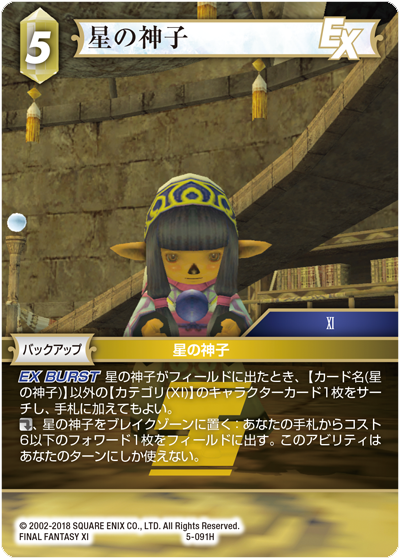 5
星の神子
EX
XI
バックアップ
星の神子
EX BURST 星の神子がフィールドに出たとき、【カード名(星
の神子)】以外の【カテゴリ(XI)】のキャラクターカード1枚をサー
チし、手札に加えてもよい。
、星の神子をブレイクゾーンに置く：あなたの手札からコスト
6以下のフォワード1枚をフィールドに出す。このアビリティは
あなたのターンにしか使えない。
© 2002-2018 SQUARE ENIX CO., LTD. All Rights Reserved.
FINAL FANTASY XI
5-091H